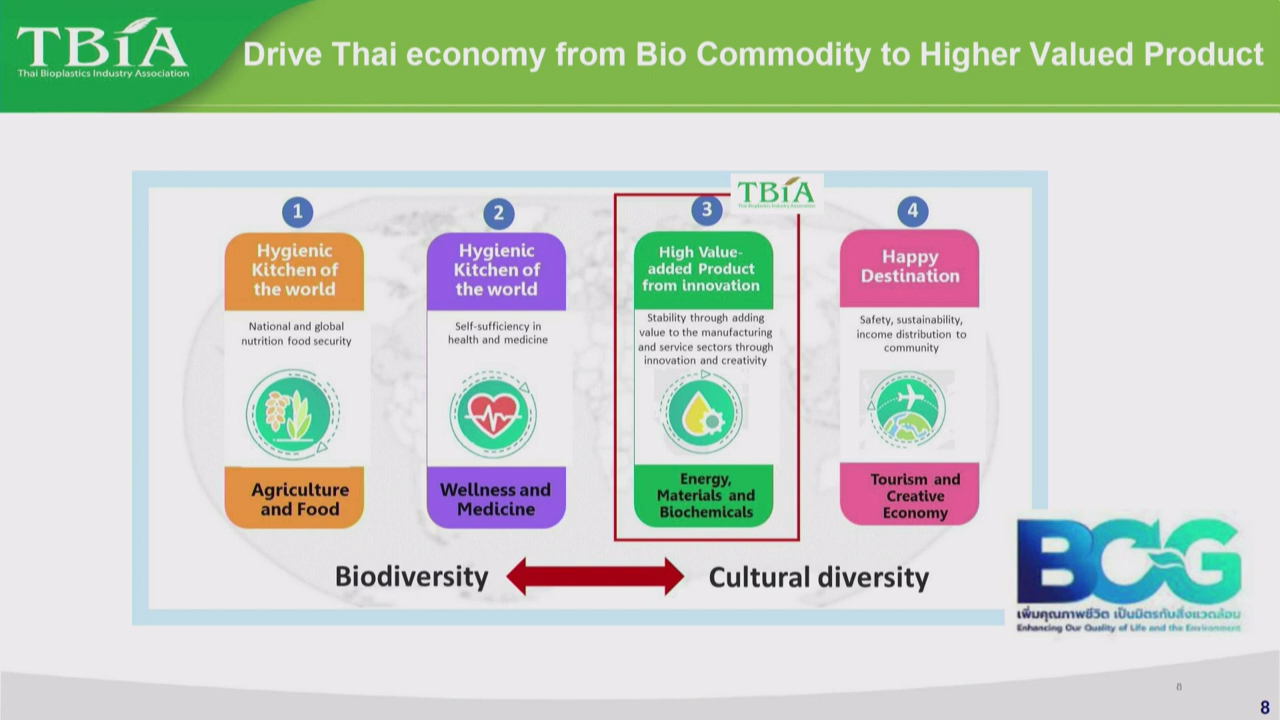 TBiA
Thai Bioplastics Industry Association
Drive Thai economy from Bio Commodity to Higher Valued Product
TBiA
Thai Bioplastics Industry Association
1
Hygienic
Kitchen of
the world
National and global
nutrition food security
Agriculture
and Food
2
Hygienic
Kitchen of
the world
Self-sufficiency in
health and medicine
Wellness and
Medicine
3
High Value-
added Product
from innovation
Stability through adding
value to the manufacturing
and service sectors through
innovation and creativity
Energy,
Materials and
Biochemicals
4
Happy
Destination
Safety, sustainability,
income distribution to
community
Tourism and
Creative
Economy
Biodiversity
Cultural diversity
BCG
เพิ่มคุณภาพชีวิต เป็นมิตรกับสิ่งแวดล้อม
Enhancing Our Quality of Life and the Environment
8
8